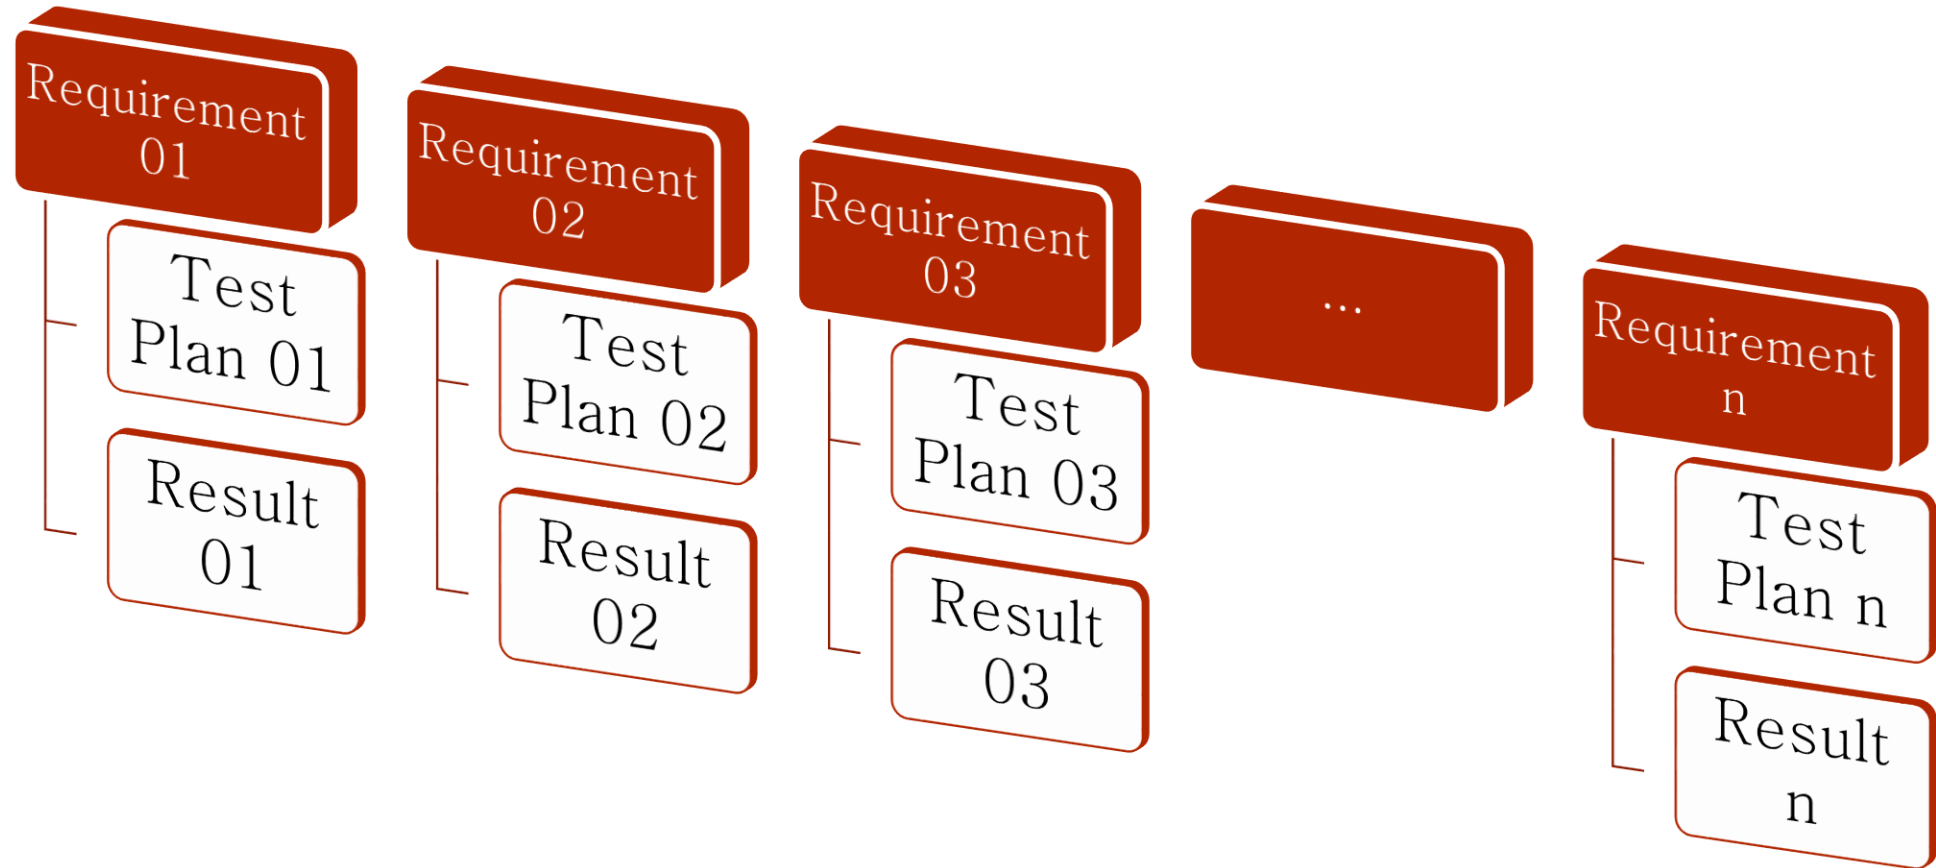 Requirement
01
Test
Plan 01
Result
01
Requirement
02
Test
Plan 02
Result
02
Requirement
03
Test
Plan 03
Result
03
...
Requirement
n
Test
Plan n
Result
n